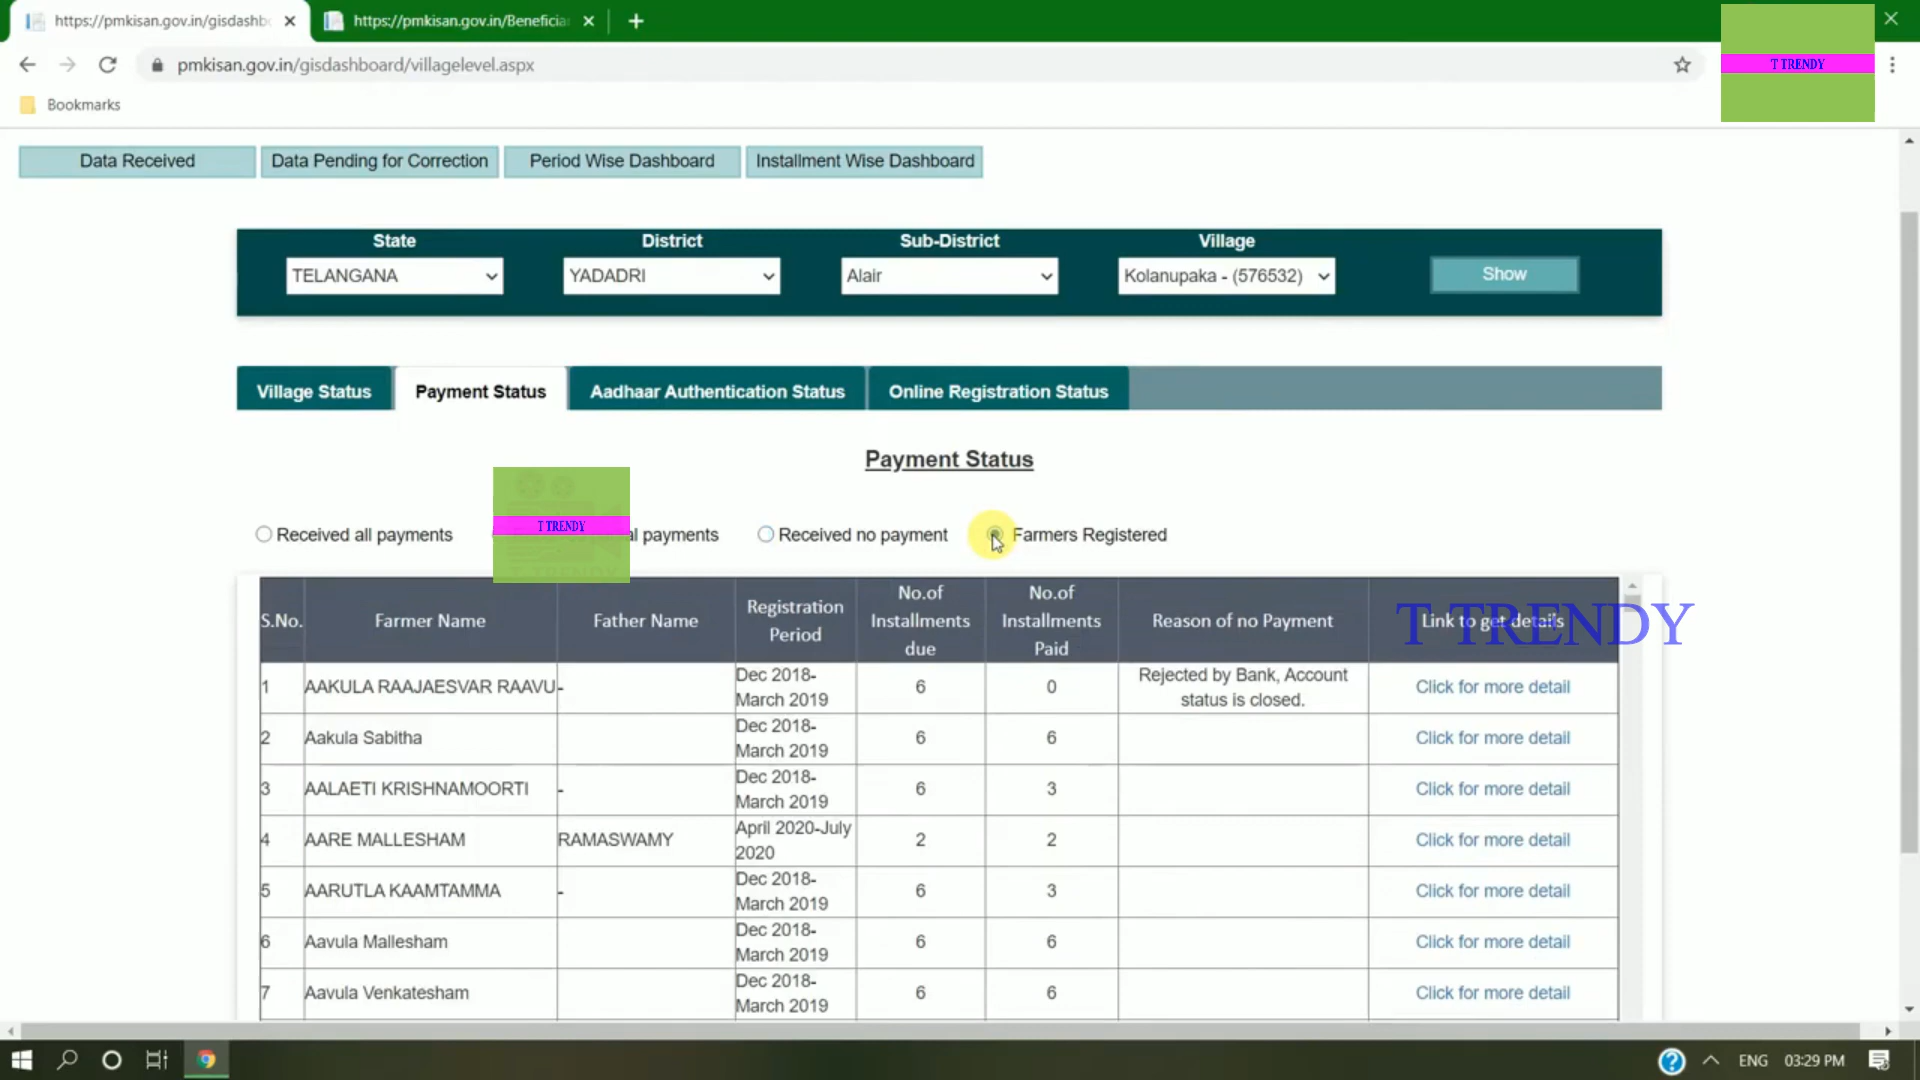 https://pmkisan.gov.in/gisdashbo
https://pmkisan.gov.in/Beneficia
pmkisan.gov.in/gisdashboard/villagelevel.aspx
T TRENDY
Bookmarks
Data Received
Data Pending for Correction
Period Wise Dashboard
Installment Wise Dashboard
State
District
Sub-District
Village
TELANGANA
YADADRI
Alair
Kolanupaka - (576532)
Show
Village Status
Payment Status
Aadhaar Authentication Status
Online Registration Status
Payment Status
Received all payments
T TRENDY
al payments
Received no payment
Farmers Registered
S.No.
Farmer Name
Father Name
Registration
Period
No.of
Installments
due
No.of
Installments
Paid
Reason of no Payment
Link to get details
T TRENDY
1 AAKULA RAAJAESVAR RAAVU - Dec 2018-
March 2019 6 0 Rejected by Bank, Account
status is closed. Click for more detail
2 Aakula Sabitha Dec 2018-
March 2019 6 6 Click for more detail
3 AALAETI KRISHNAMOORTI - Dec 2018-
March 2019 6 3 Click for more detail
4 AARE MALLESHAM RAMASWAMY April 2020-July
2020 2 2 Click for more detail
5 AARUTLA KAAMTAMMA - Dec 2018-
March 2019 6 3 Click for more detail
6 Aavula Mallesham Dec 2018-
March 2019 6 6 Click for more detail
7 Aavula Venkatesham Dec 2018-
March 2019 6 6 Click for more detail
ENG 03:29 PM